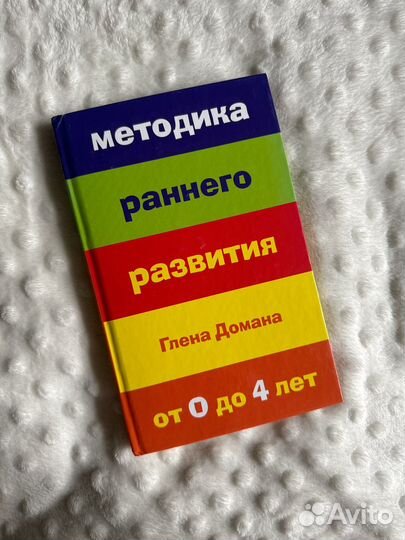 методика
раннего
развития
Глена Домана
от 0 до 4 лет
Avito